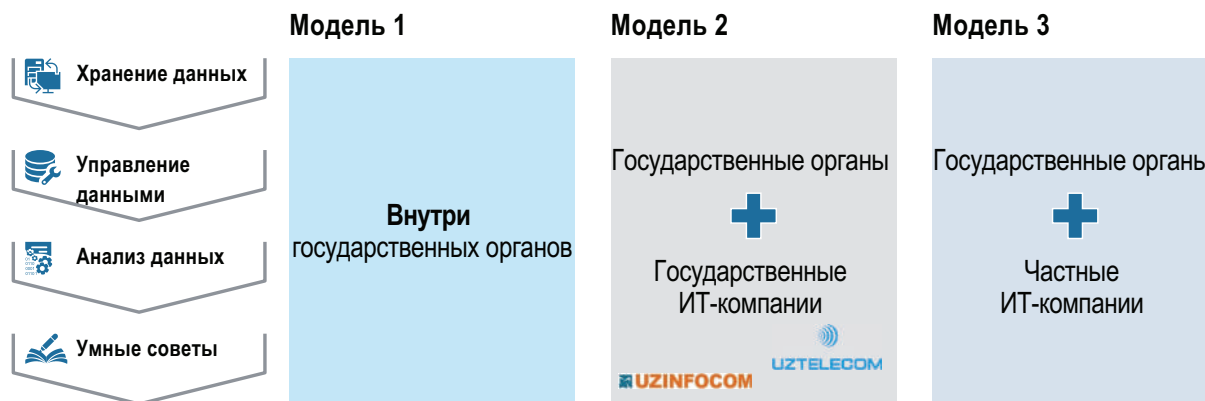 Модель 1
Модель 2
Модель 3
Хранение данных
Управление
данными
Анализ данных
Умные советы
Внутри
государственных органов
Государственные органы
Государственные
ИТ-компании
UZTELECOM
UZINFOCOM
Государственные органы
Частные
ИТ-компании